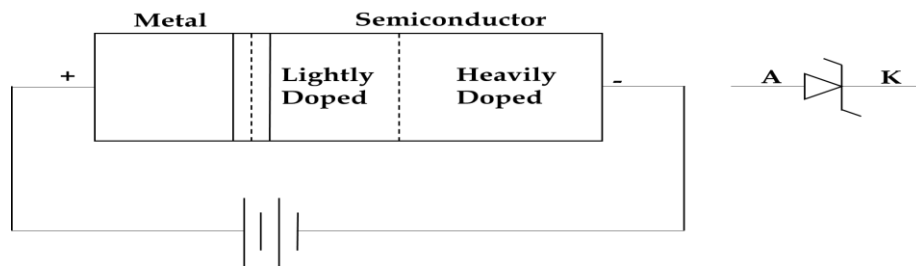 Metal
Semiconductor
+
Lightly
Doped
Heavily
Doped
-
A
K